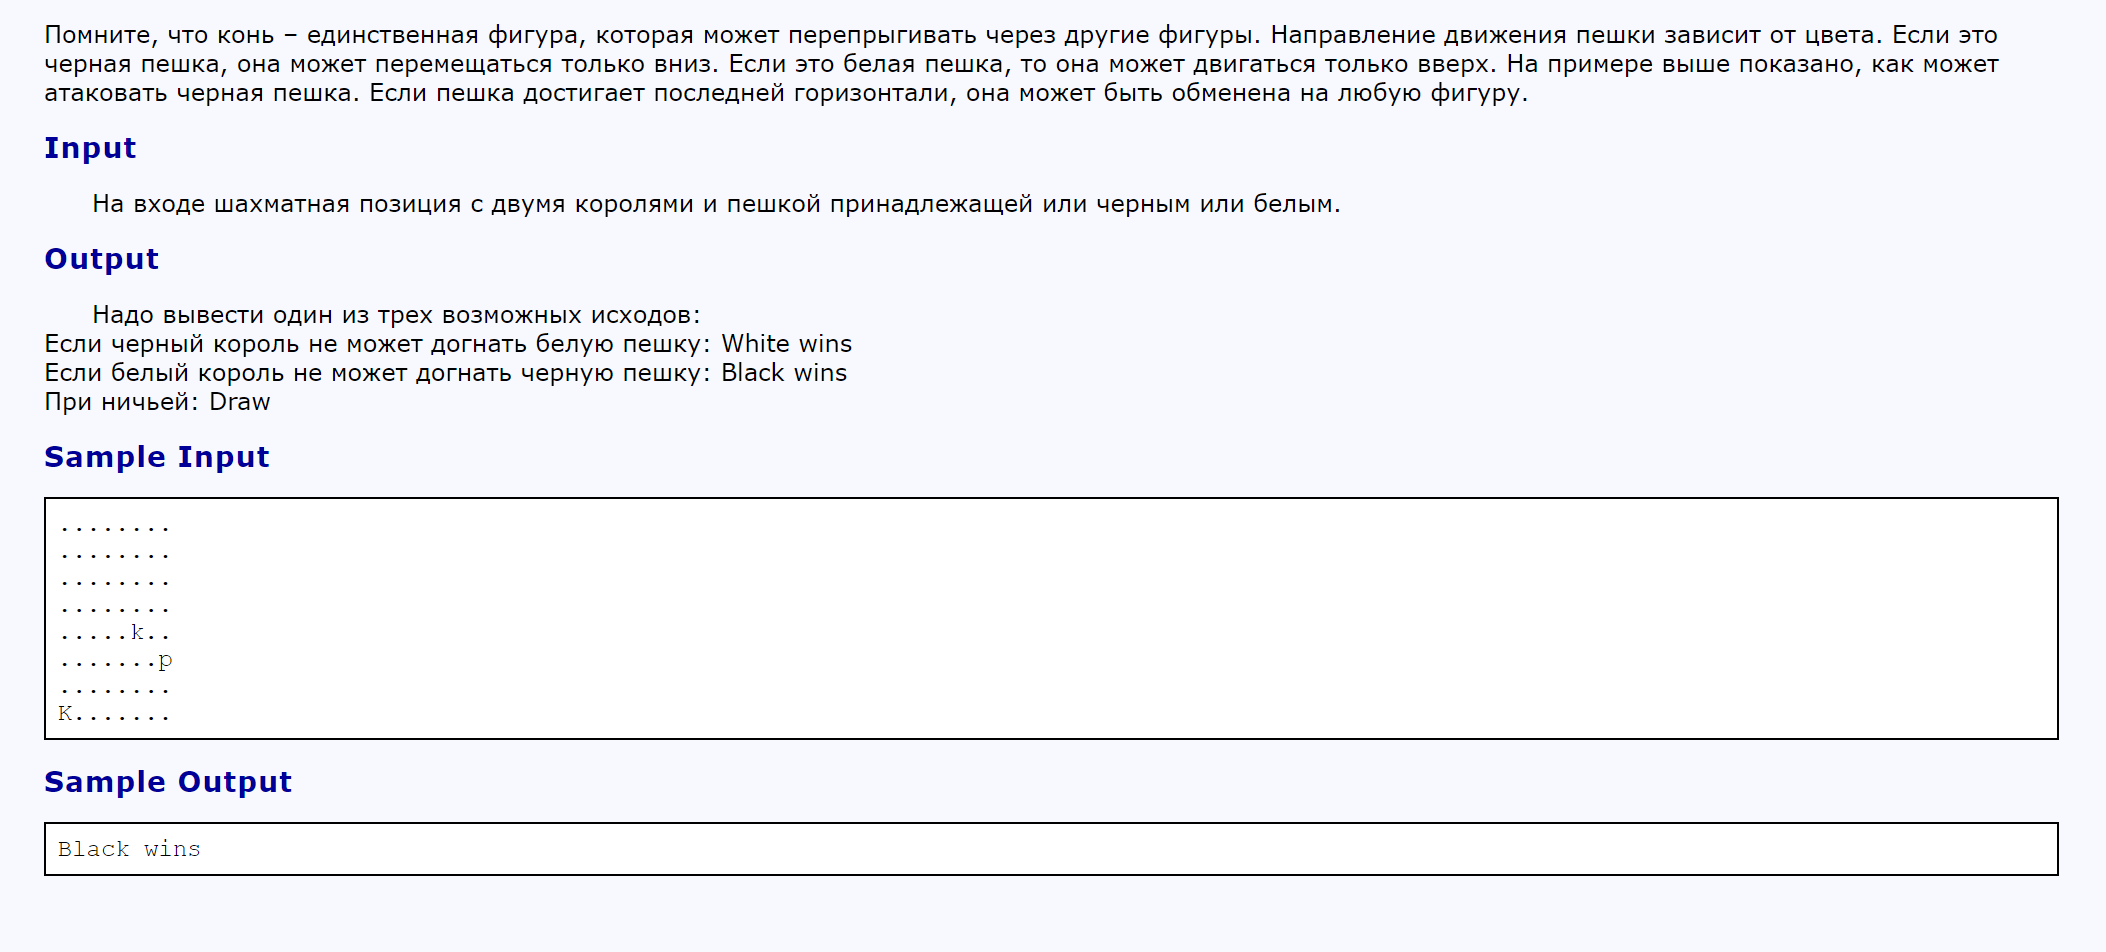 Помните, что конь – единственная фигура, которая может перепрыгивать через другие фигуры. Направление движения пешки зависит от цвета. Если это
черная пешка, она может перемещаться только вниз. Если это белая пешка, то она может двигаться только вверх. На примере выше показано, как может
атаковать черная пешка. Если пешка достигает последней горизонтали, она может быть обменена на любую фигуру.
Input
На входе шахматная позиция с двумя королями и пешкой принадлежащей или черным или белым.
Output
Надо вывести один из трех возможных исходов:
Если черный король не может догнать белую пешку: White wins
Если белый король не может догнать черную пешку: Black wins
При ничьей: Draw
Sample Input
........
........
........
........
.....k..
.......p
........
K.......
Sample Output
Black wins